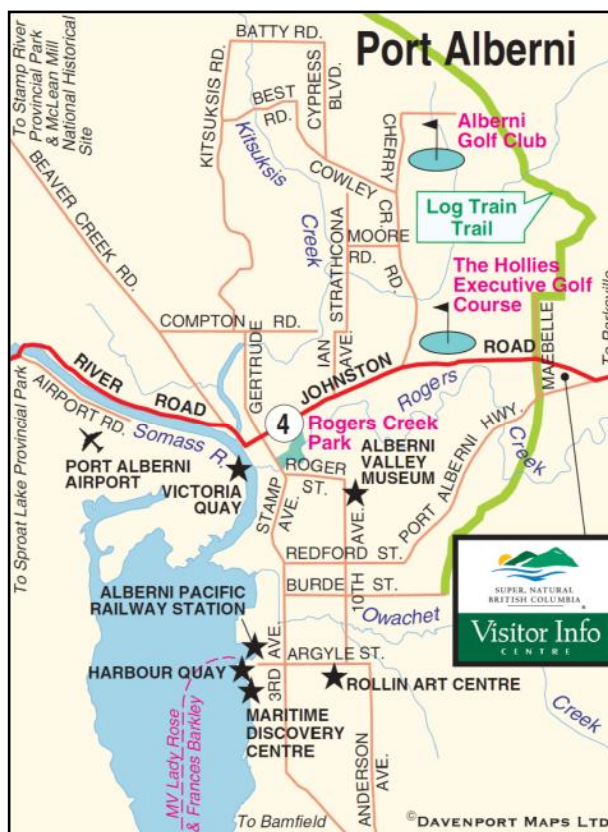 Port Alberni
To Stamp River
Provincial Park
& McLean Mill
National Historical
Site
BATTY RD.
KITSUKSIS RD.
BEST
RD.
CYPRESS
BLVD.
Kitsuksis
Creek
COWLEY
CHERRY
CR.
RD.
Alberni
Golf Club
Log Train
Trail
BEAVER CREEK RD.
STRATHCONA
IAN
AVE.
MOORE
RD.
The Hollies
Executive Golf
Course
COMPTON RD.
GERTRUDE
MAEBELLE
RIVER ROAD
JOHNSTON ROAD
AIRPORT RD.
Somass R.
4
Rogers Creek
Park
Rogers
Creek
PORT ALBERNI HWY.
PORT ALBERNI
AIRPORT
VICTORIA
QUAY
ROGER
ST.
ALBERNI
VALLEY
MUSEUM
STAMP
AVE.
10TH
AVE.
To Sproat Lake Provincial Park
REDFORD ST.
BURDE ST.
Owachet
Creek
SUPER, NATURAL
BRITISH COLUMBIA
Visitor Info
CENTRE
ALBERNI PACIFIC
RAILWAY STATION
HARBOUR QUAY
3RD AVE.
ARGYLE ST.
ROLLIN ART CENTRE
MARITIME
DISCOVERY
CENTRE
ANDERSON
AVE.
MV Lady Rose
& Frances Barkley
To Bamfield
©DAVENPORT MAPS LTD